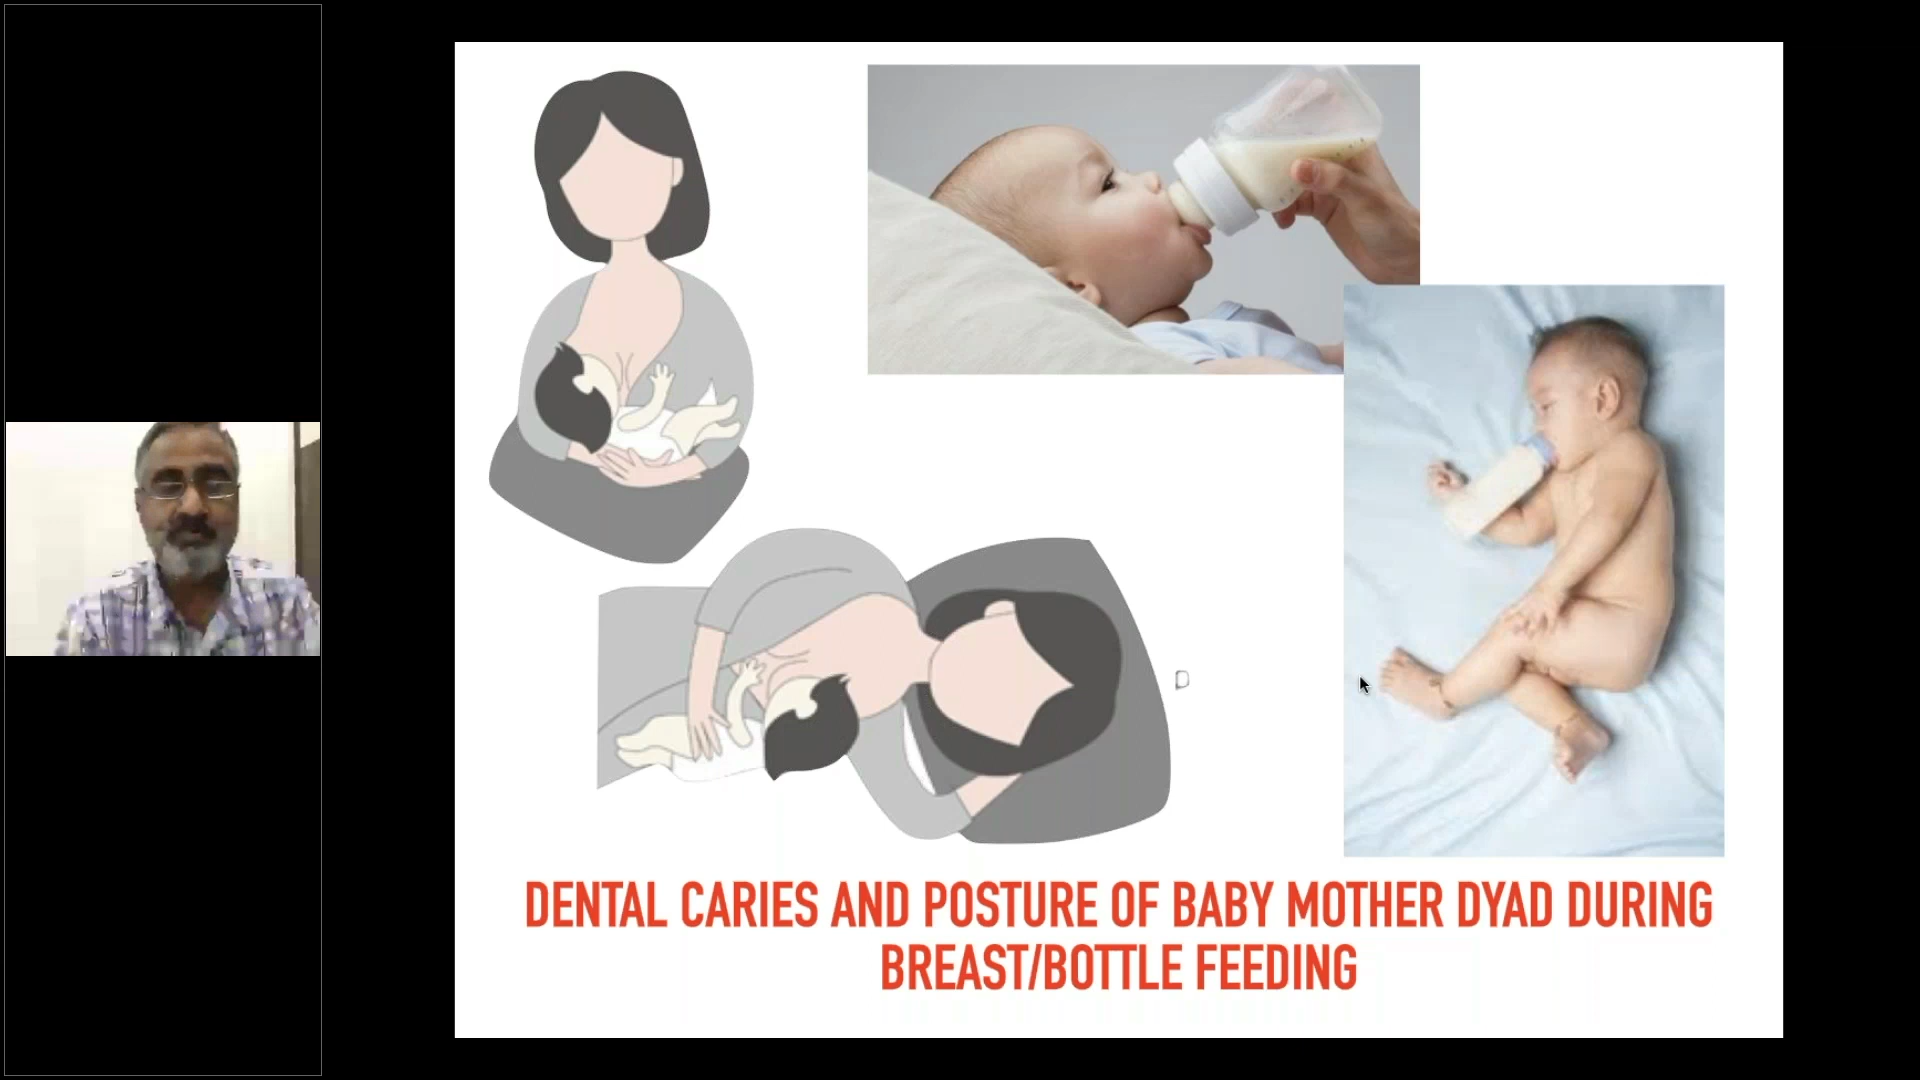 DENTAL CARIES AND POSTURE OF BABY MOTHER DYAD DURING
BREAST/BOTTLE FEEDING